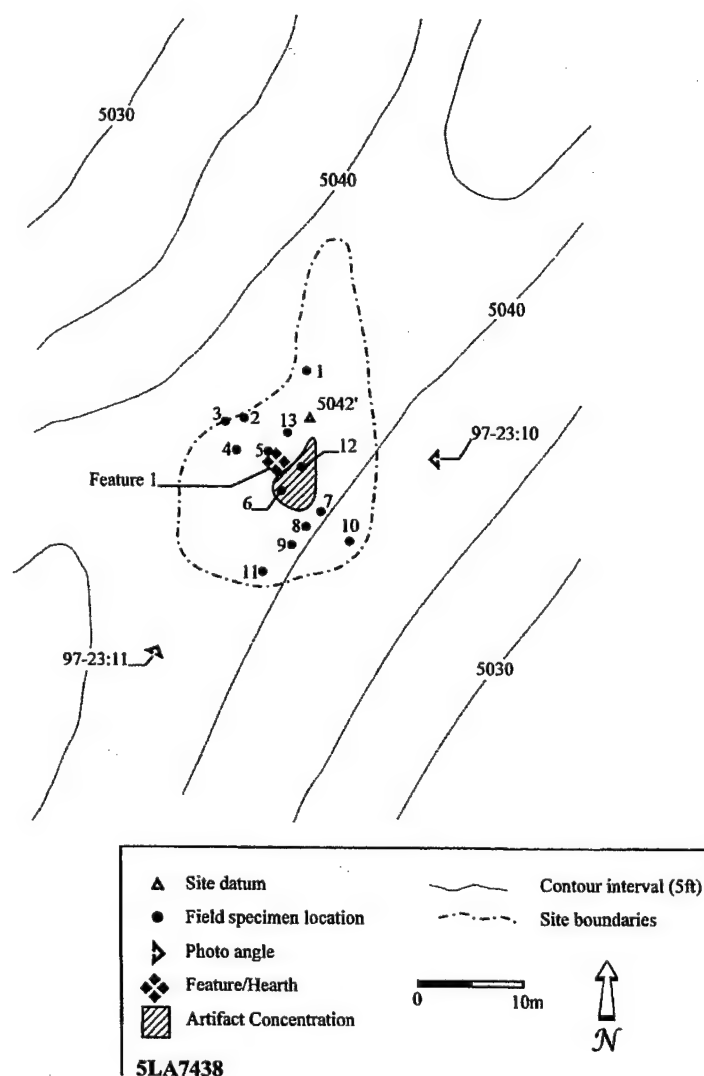 5030
5040
5040
1
5042'
3
2
13
4
5
12
97-23:10
Feature 1
6
7
8
10
9
11
97-23:11
5030
Site datum
Contour interval (5ft)
Field specimen location
Site boundaries
Photo angle
Feature/Hearth
0
10m
Artifact Concentration
N
5LA7438